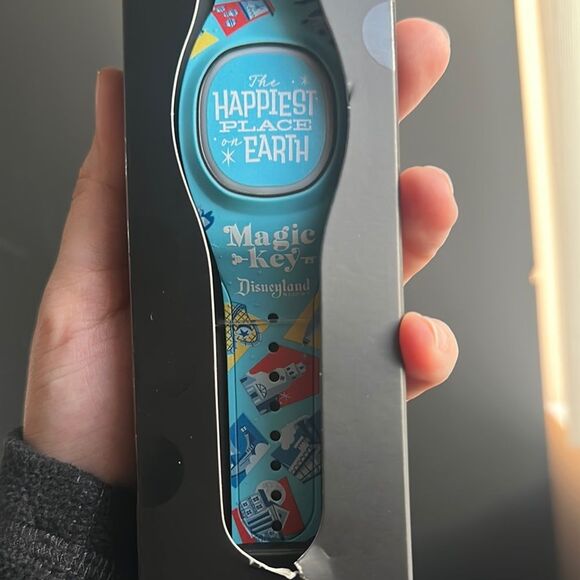 The
HAPPIEST
PLACE
on EARTH
Magic
Key
Disneyland